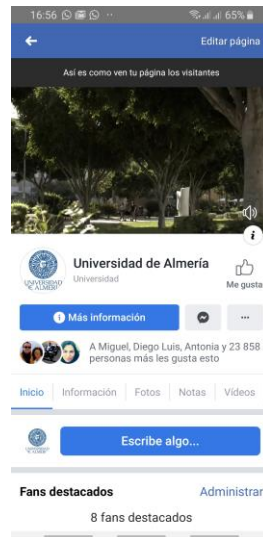 16:56
65%
Editar página
Así es como ven tu página los visitantes
UNIVERSIDAD
Universidad de Almería
Universidad
Me gusta
Más información
A Miguel, Diego Luis, Antonia y 23 858
personas más les gusta esto
Inicio Información Fotos Notas Vídeos
Escribe algo...
Fans destacados Administrar
8 fans destacados